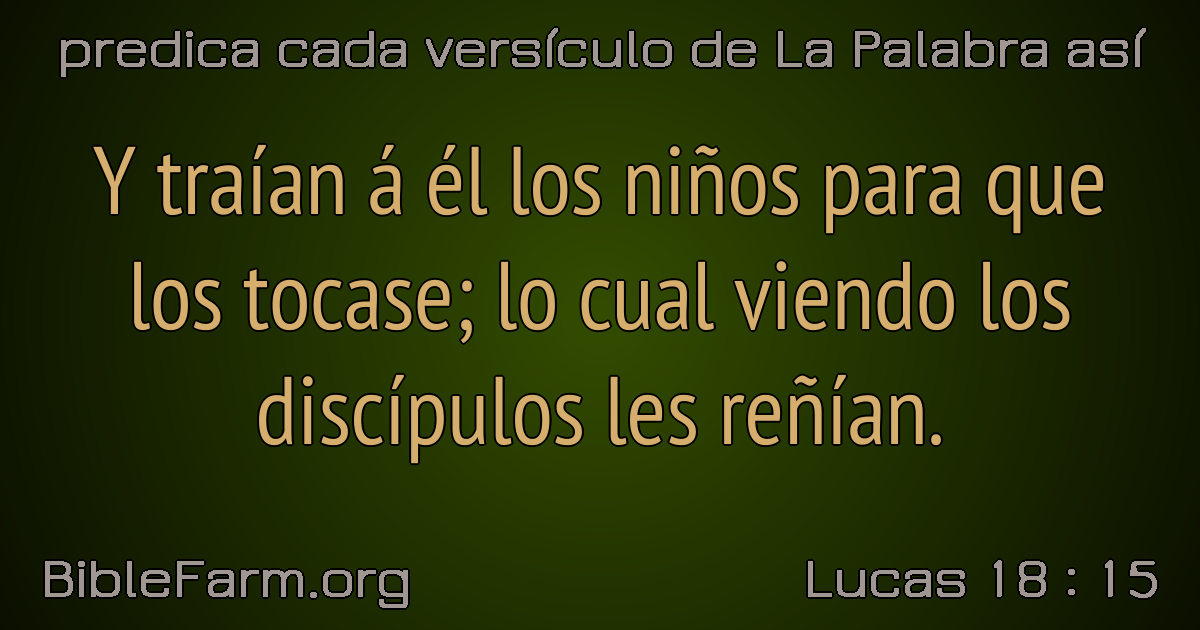 predica cada versículo de La Palabra así
Y traían á él los niños para que
los tocase; lo cual viendo los
discípulos les reñían.
BibleFarm.org
Lucas 18 : 15